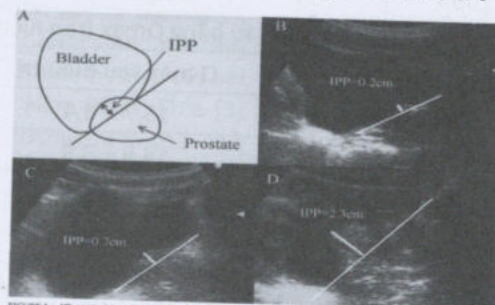 A
IPP
Bladder
Prostate
B
IPP=0.2cm
C
IPP=0.7cm
D
IPP=2.3cm